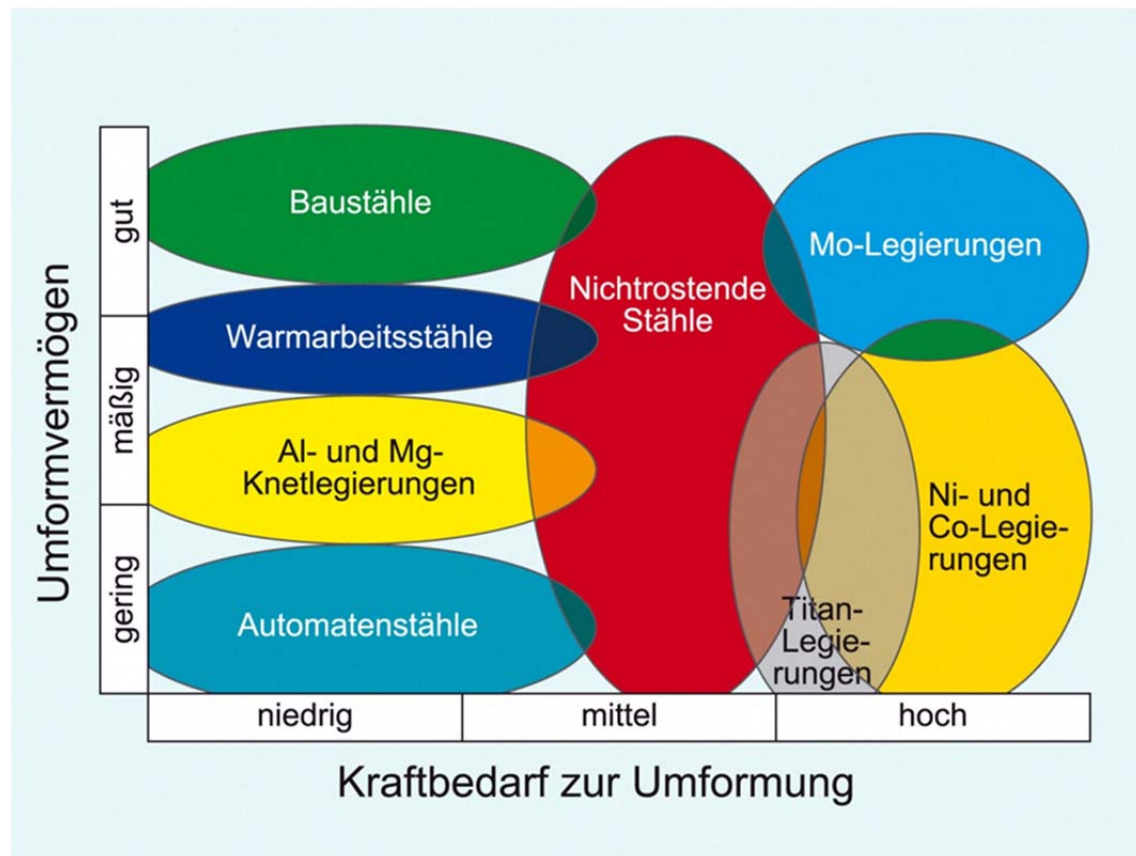 Umformvermögen
gut
mäßig
gering
Baustähle
Warmarbeitsstähle
Al- und Mg-
Knetlegierungen
Automatenstähle
Nichtrostende
Stähle
Mo-Legierungen
Ni- und
Co-Legie-
rungen
Titan-
Legie-
rungen
niedrig
mittel
hoch
Kraftbedarf zur Umformung